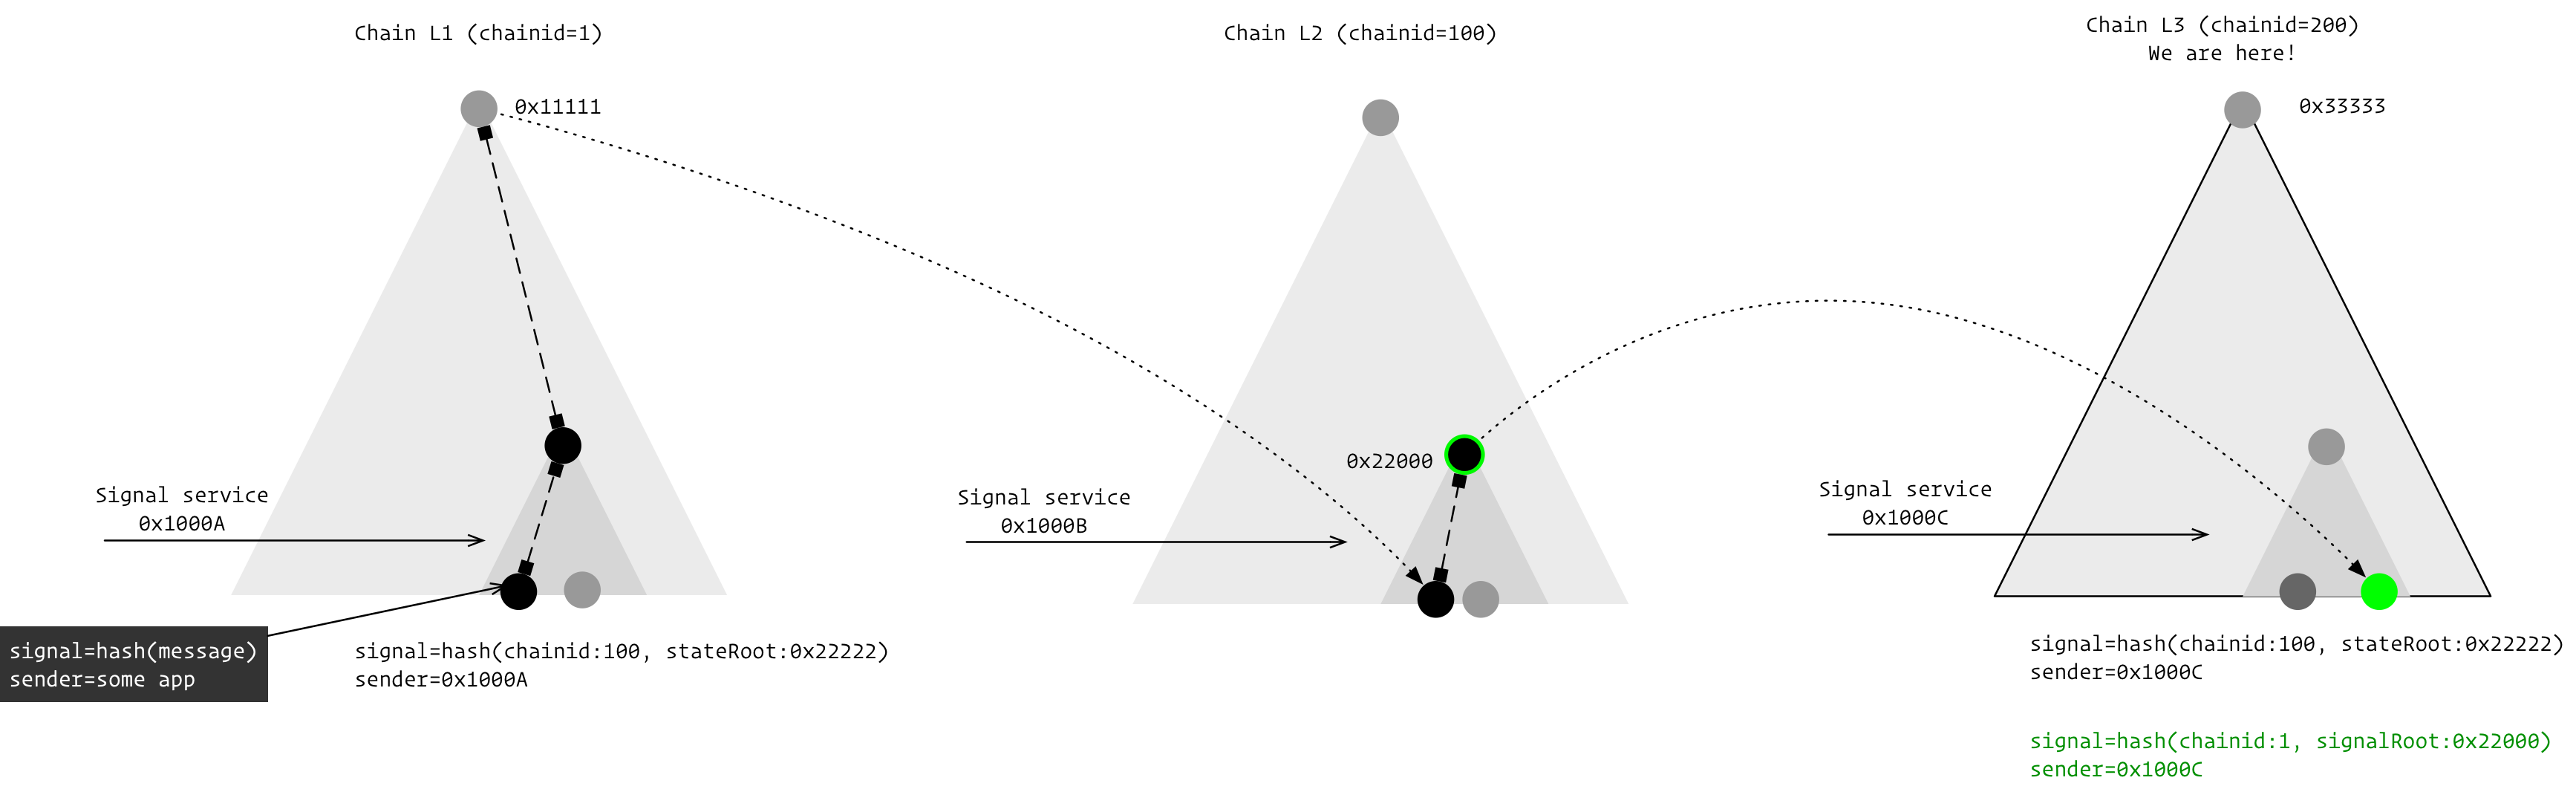 Chain L1 (chainid=1)
0x11111
Signal service
0x1000A
signal=hash(message)
sender=some app
signal=hash(chainid:100, stateRoot:0x22222)
sender=0x1000A
Chain L2 (chainid=100)
0x22000
Signal service
0x1000B
Chain L3 (chainid=200)
We are here!
0x33333
Signal service
0x1000C
signal=hash(chainid:100, stateRoot:0x22222)
sender=0x1000C
signal=hash(chainid:1, signalRoot:0x22000)
sender=0x1000C